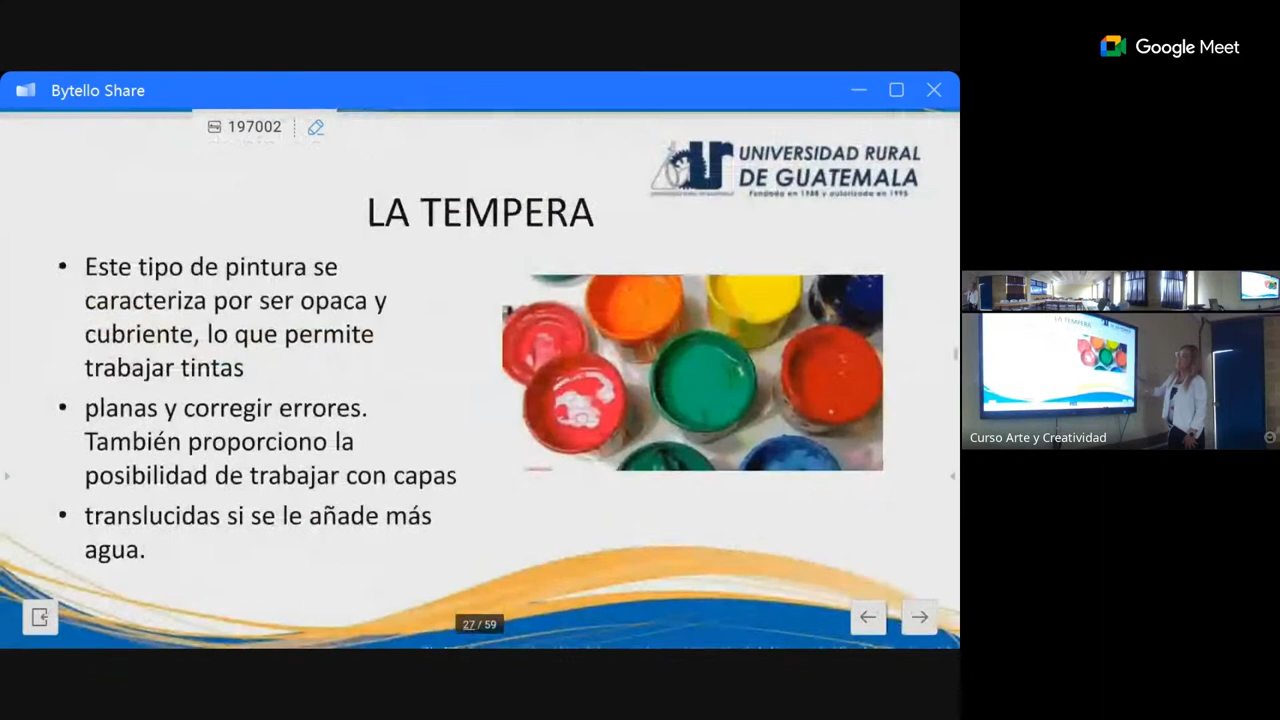 Google Meet
Bytello Share
197002
UNIVERSIDAD RURAL
DE GUATEMALA
Fundada en 1988 y autorizada en 1995
LA TEMPERA
• Este tipo de pintura se
caracteriza por ser opaca y
cubriente, lo que permite
trabajar tintas
• planas y corregir errores.
También proporciono la
posibilidad de trabajar con capas
• translucidas si se le añade más
agua.
27 / 59
LA TEMPERA
Curso Arte y Creatividad